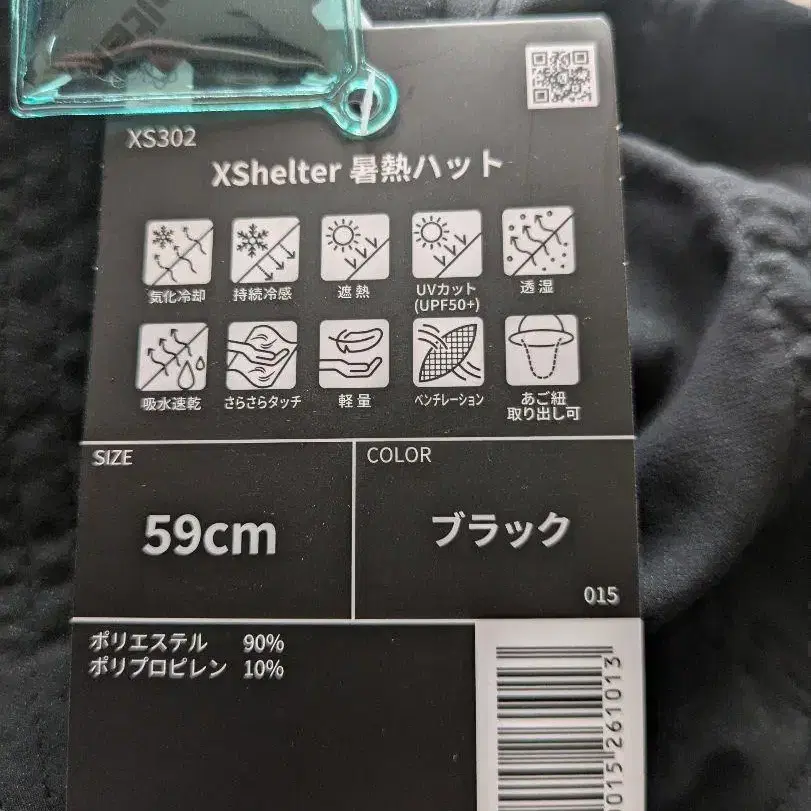 XS302
XShelter 暑熱ハット
気化冷却 持続冷感 遮熱 UVカット (UPF50+) 透湿
吸水速乾 さらさらタッチ 軽量 ベンチレーション あご紐 取り出し可
SIZE
59cm
COLOR
ブラック
015
ポリエステル 90%
ポリプロピレン 10%
015 261013